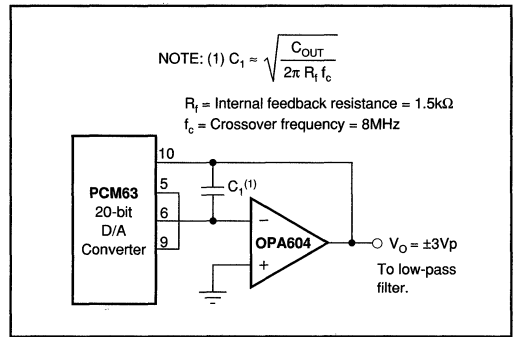 NOTE: (1) C₁ ≈ √(C_OUT / 2π R_f f_c)
R_f = Internal feedback resistance = 1.5kΩ
f_c = Crossover frequency = 8MHz
10
PCM63
20-bit
D/A
Converter
5
6
9
C₁⁽¹⁾
−
OPA604
+
V_O = ±3Vp
To low-pass
filter.